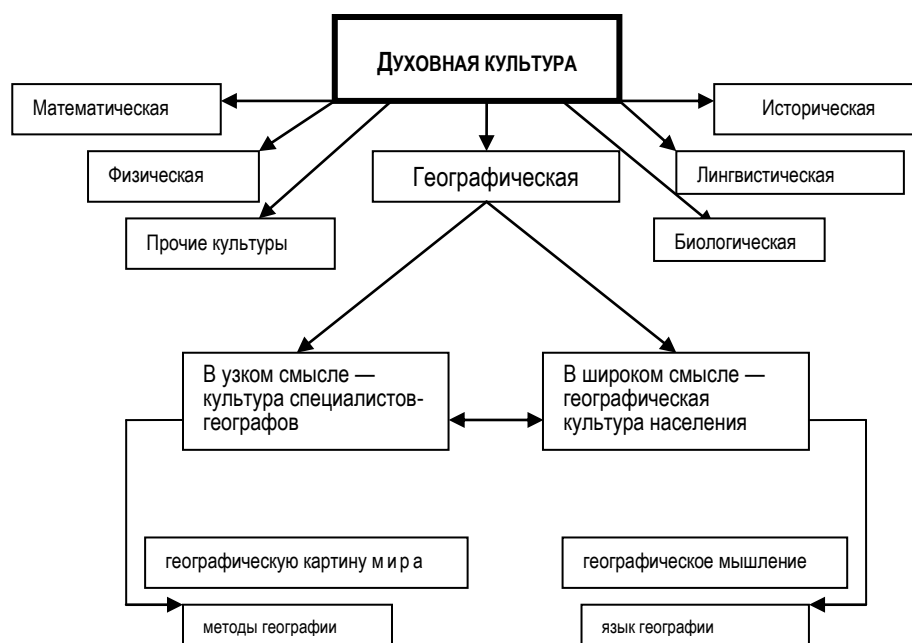 ДУХОВНАЯ КУЛЬТУРА
Математическая
Историческая
Физическая
Географическая
Лингвистическая
Прочие культуры
Биологическая
В узком смысле —
культура специалистов-
географов
В широком смысле —
географическая
культура населения
географическую картину м и р а
географическое мышление
методы географии
язык географии